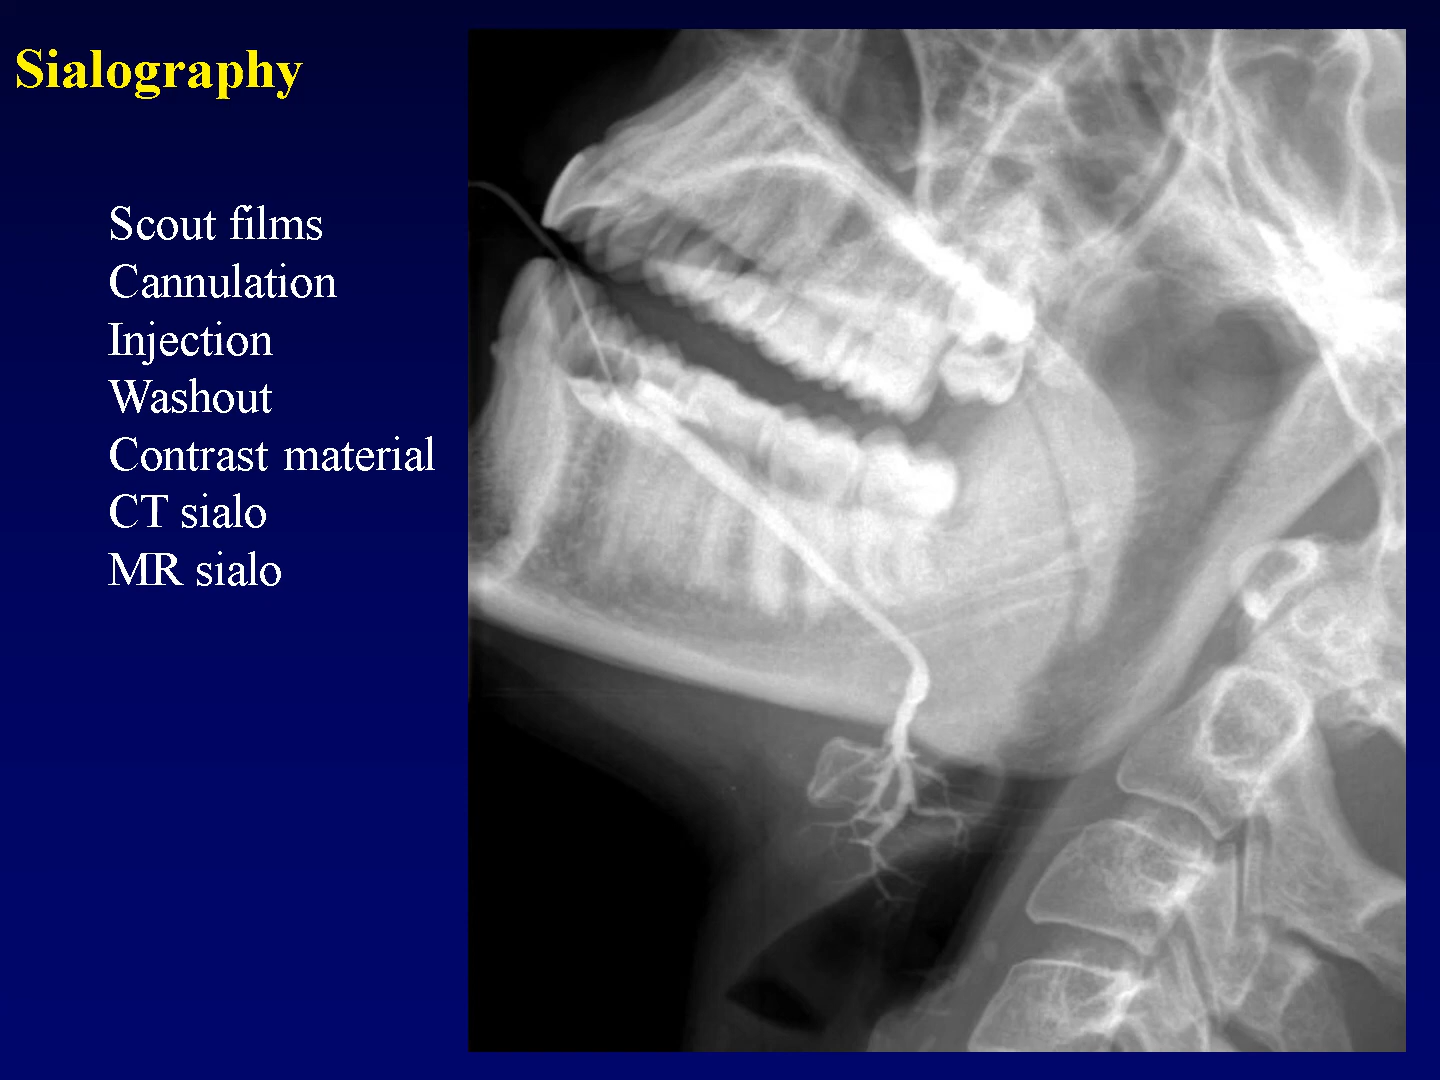 Sialography
Scout films
Cannulation
Injection
Washout
Contrast material
CT sialo
MR sialo